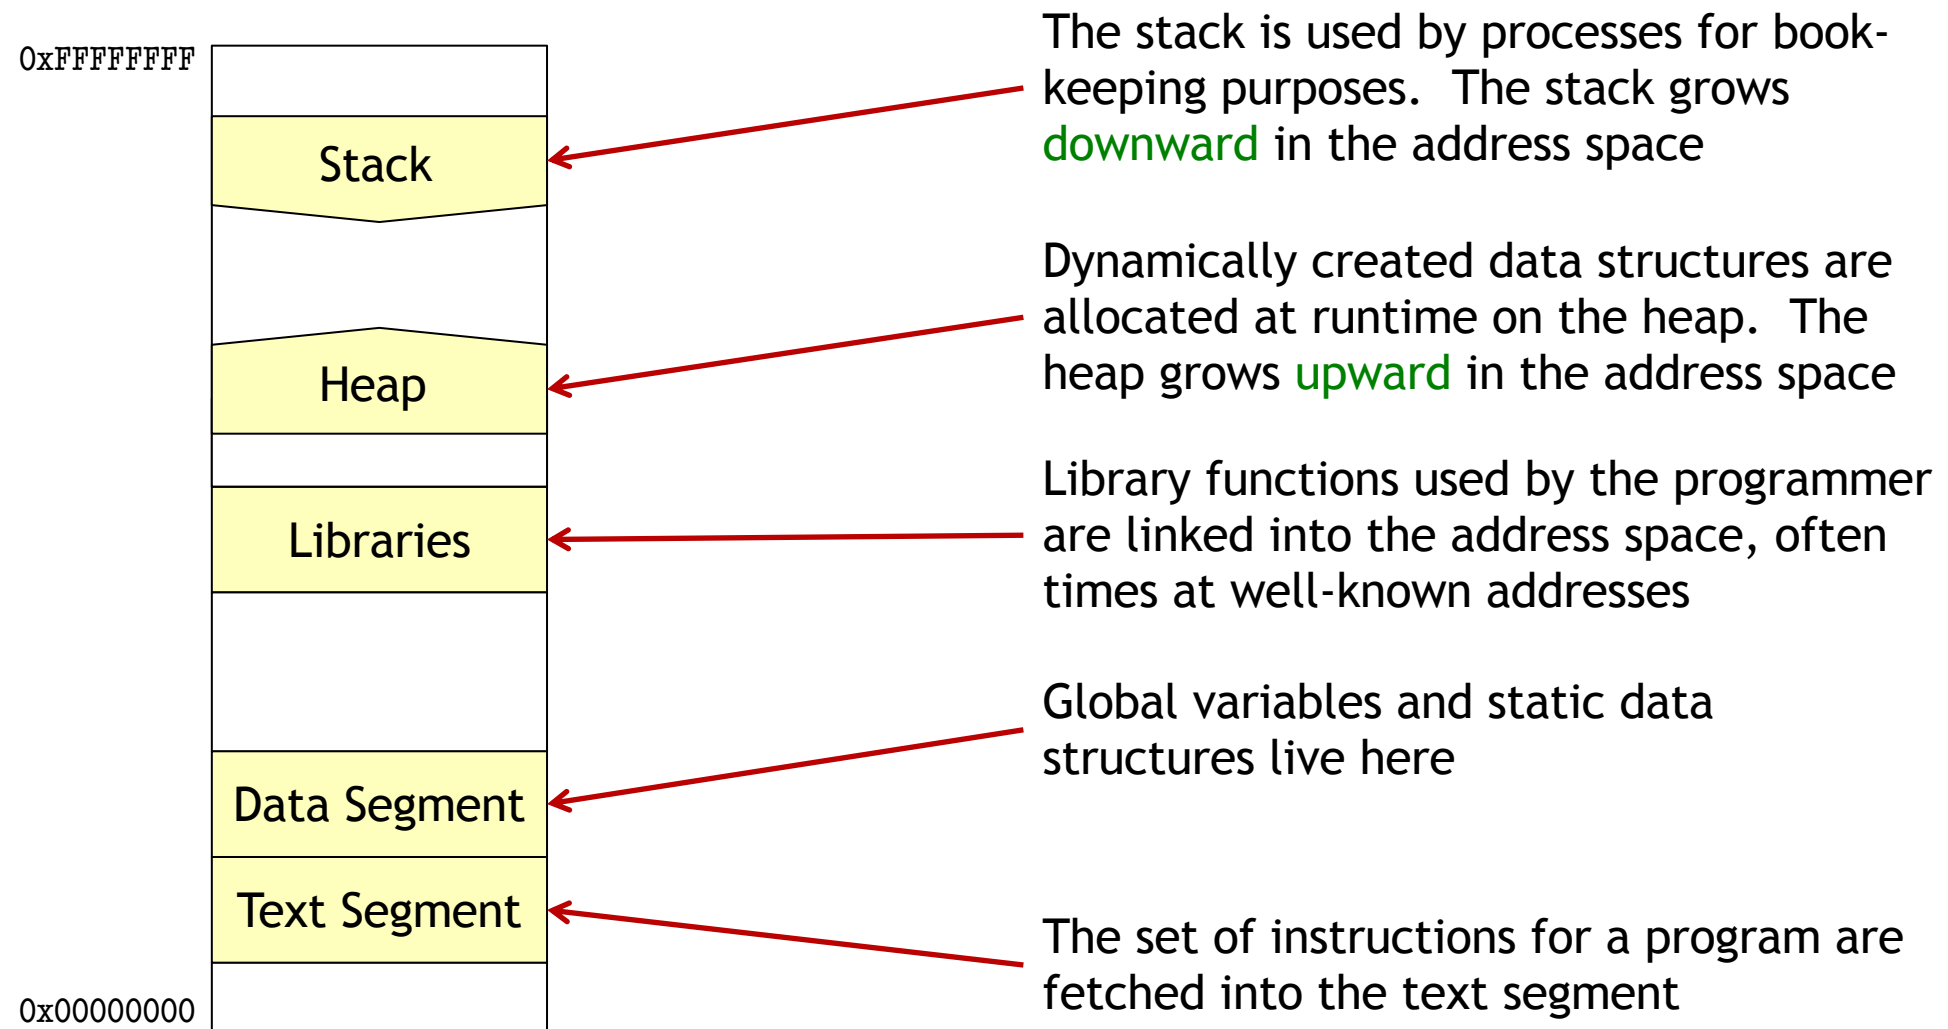 0xFFFFFFFF
Stack
Heap
Libraries
Data Segment
Text Segment
0x00000000
The stack is used by processes for book-
keeping purposes.  The stack grows
downward in the address space
Dynamically created data structures are
allocated at runtime on the heap.  The
heap grows upward in the address space
Library functions used by the programmer
are linked into the address space, often
times at well-known addresses
Global variables and static data
structures live here
The set of instructions for a program are
fetched into the text segment